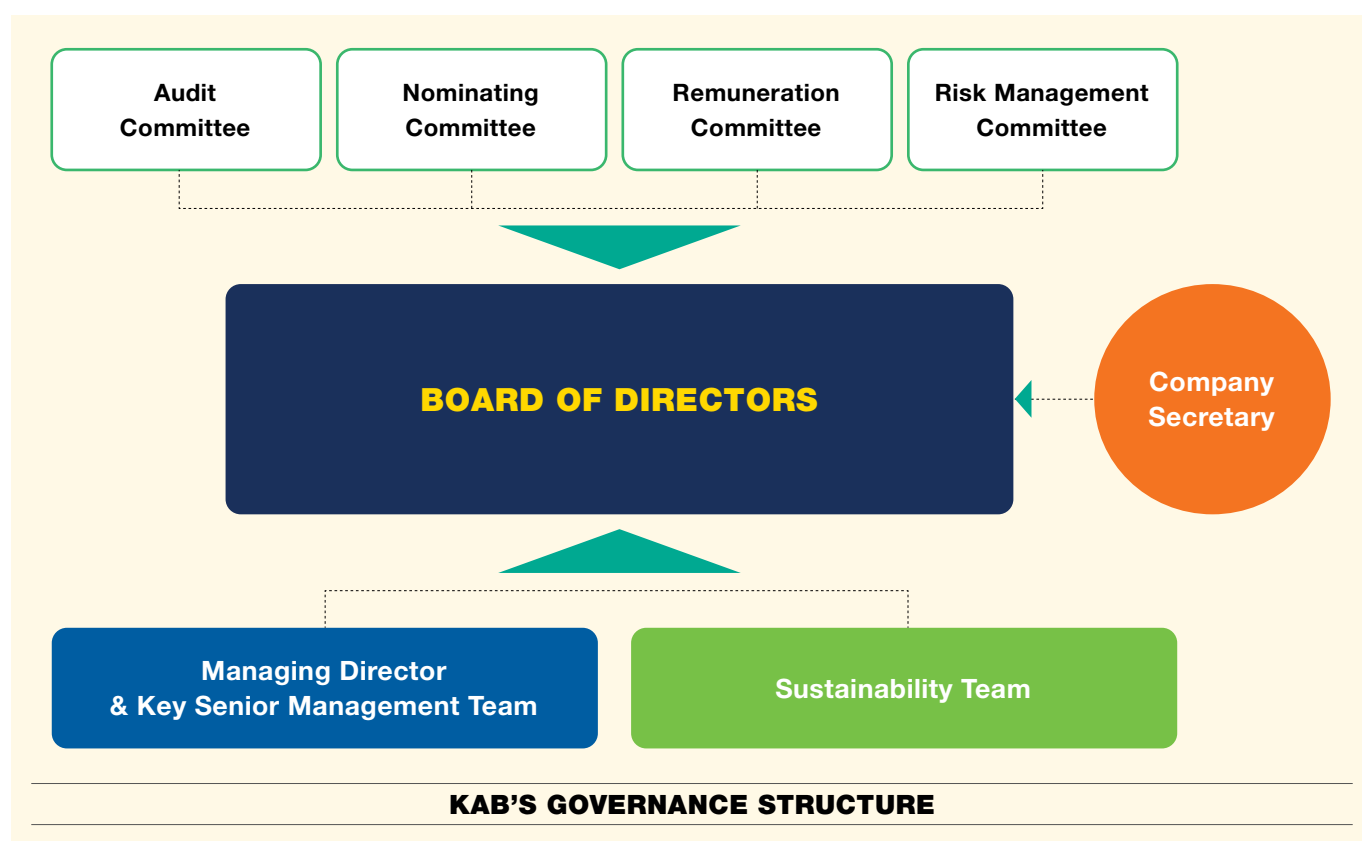 Audit
Committee
Nominating
Committee
Remuneration
Committee
Risk Management
Committee
BOARD OF DIRECTORS
Company
Secretary
Managing Director
& Key Senior Management Team
Sustainability Team
KAB'S GOVERNANCE STRUCTURE